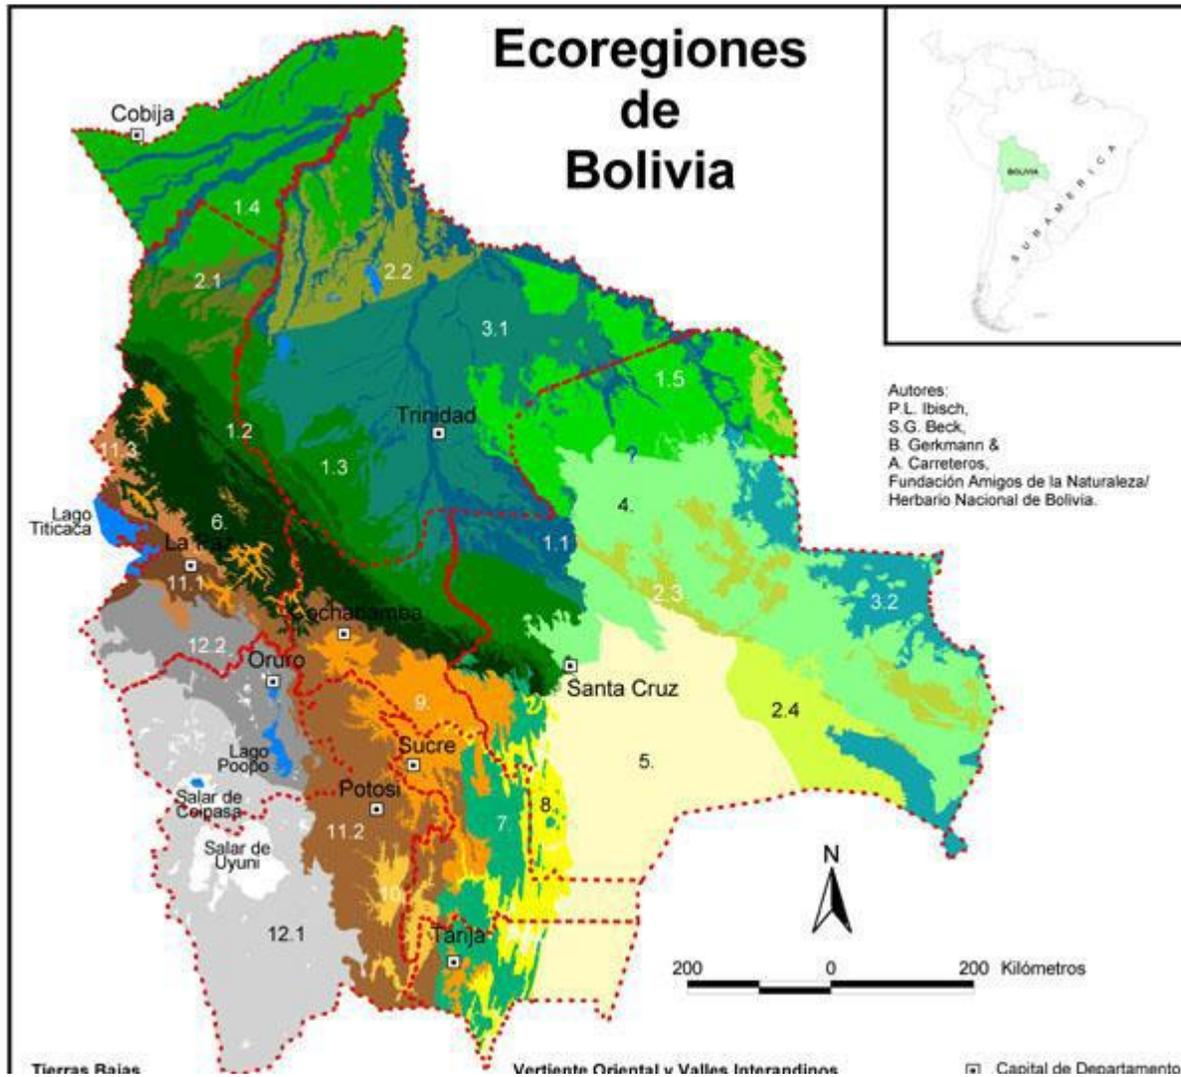 Ecoregiones
de
Bolivia
BOLIVIA
SUBAMERICA
Autores:
P.L. Ibisch,
S.G. Beck,
B. Gerkmann &
A. Carreteros,
Fundación Amigos de la Naturaleza/
Herbario Nacional de Bolivia.
Cobija
1.4
2.1
2.2
3.1
1.5
Trinidad
1.2
1.3
?
11.3
4.
Lago
Titicaca
6.
1.1
La Paz
11.1
2.3.
3.2
Cochabamba
12.2
Oruro
Santa Cruz
9.
2.4
Lago
Poopo
Sucre
5.
Salar de
Coipasa
Potosi
8.
7.
11.2
Salar de
Uyuni
10.
N
12.1
Tarija
200 0 200 Kilómetros
Tierras Bajas
Vertiente Oriental y Valles Interandinos
Capital de Departamento